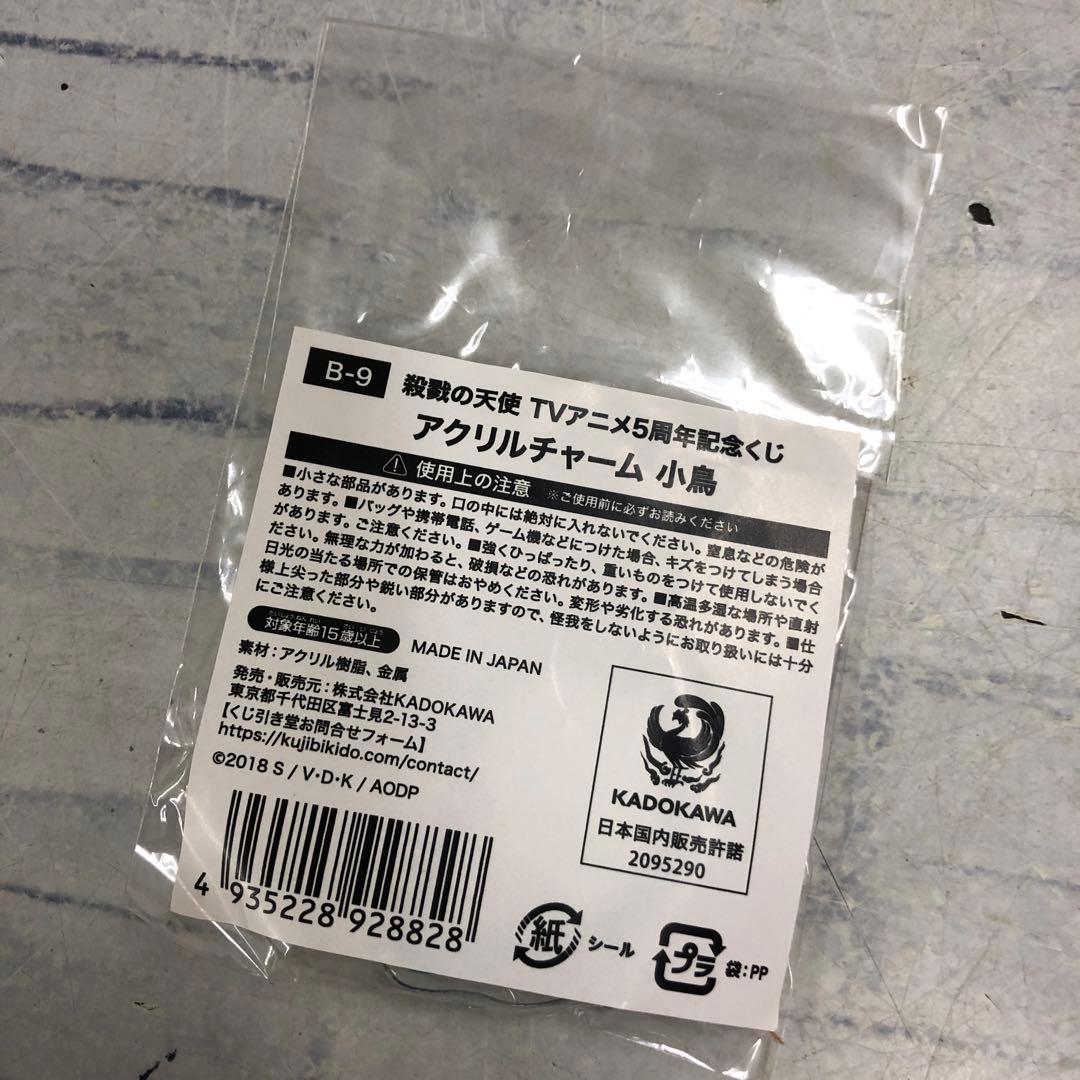 B-9
殺戮の天使 TVアニメ5周年記念くじ
アクリルチャーム 小鳥
使用上の注意 ※ご使用前に必ずお読みください
■小さな部品があります。口の中には絶対に入れないでください。窒息などの危険が
あります。■バッグや携帯電話、ゲーム機などにつけた場合、キズをつけてしまう場合
があります。ご注意ください。■強くひっぱったり、重いものをつけて使用しないでく
ださい。無理な力が加わると、破損などの恐れがあります。■高温多湿な場所や直射
日光の当たる場所での保管はおやめください。変形や劣化する恐れがあります。■仕
様上尖った部分や鋭い部分がありますので、怪我をしないようにお取り扱いには十分
にご注意ください。
たいしょうねんれい さい いじょう
対象年齢15歳以上
MADE IN JAPAN
素材:アクリル樹脂、金属
発売・販売元:株式会社KADOKAWA
東京都千代田区富士見2-13-3
【くじ引き堂お問合せフォーム】
https://kujibikido.com/contact/
©2018 S / V・D・K / AODP
KADOKAWA
日本国内販売許諾
2095290
4 935228 928828
紙 シール
プラ 袋:PP